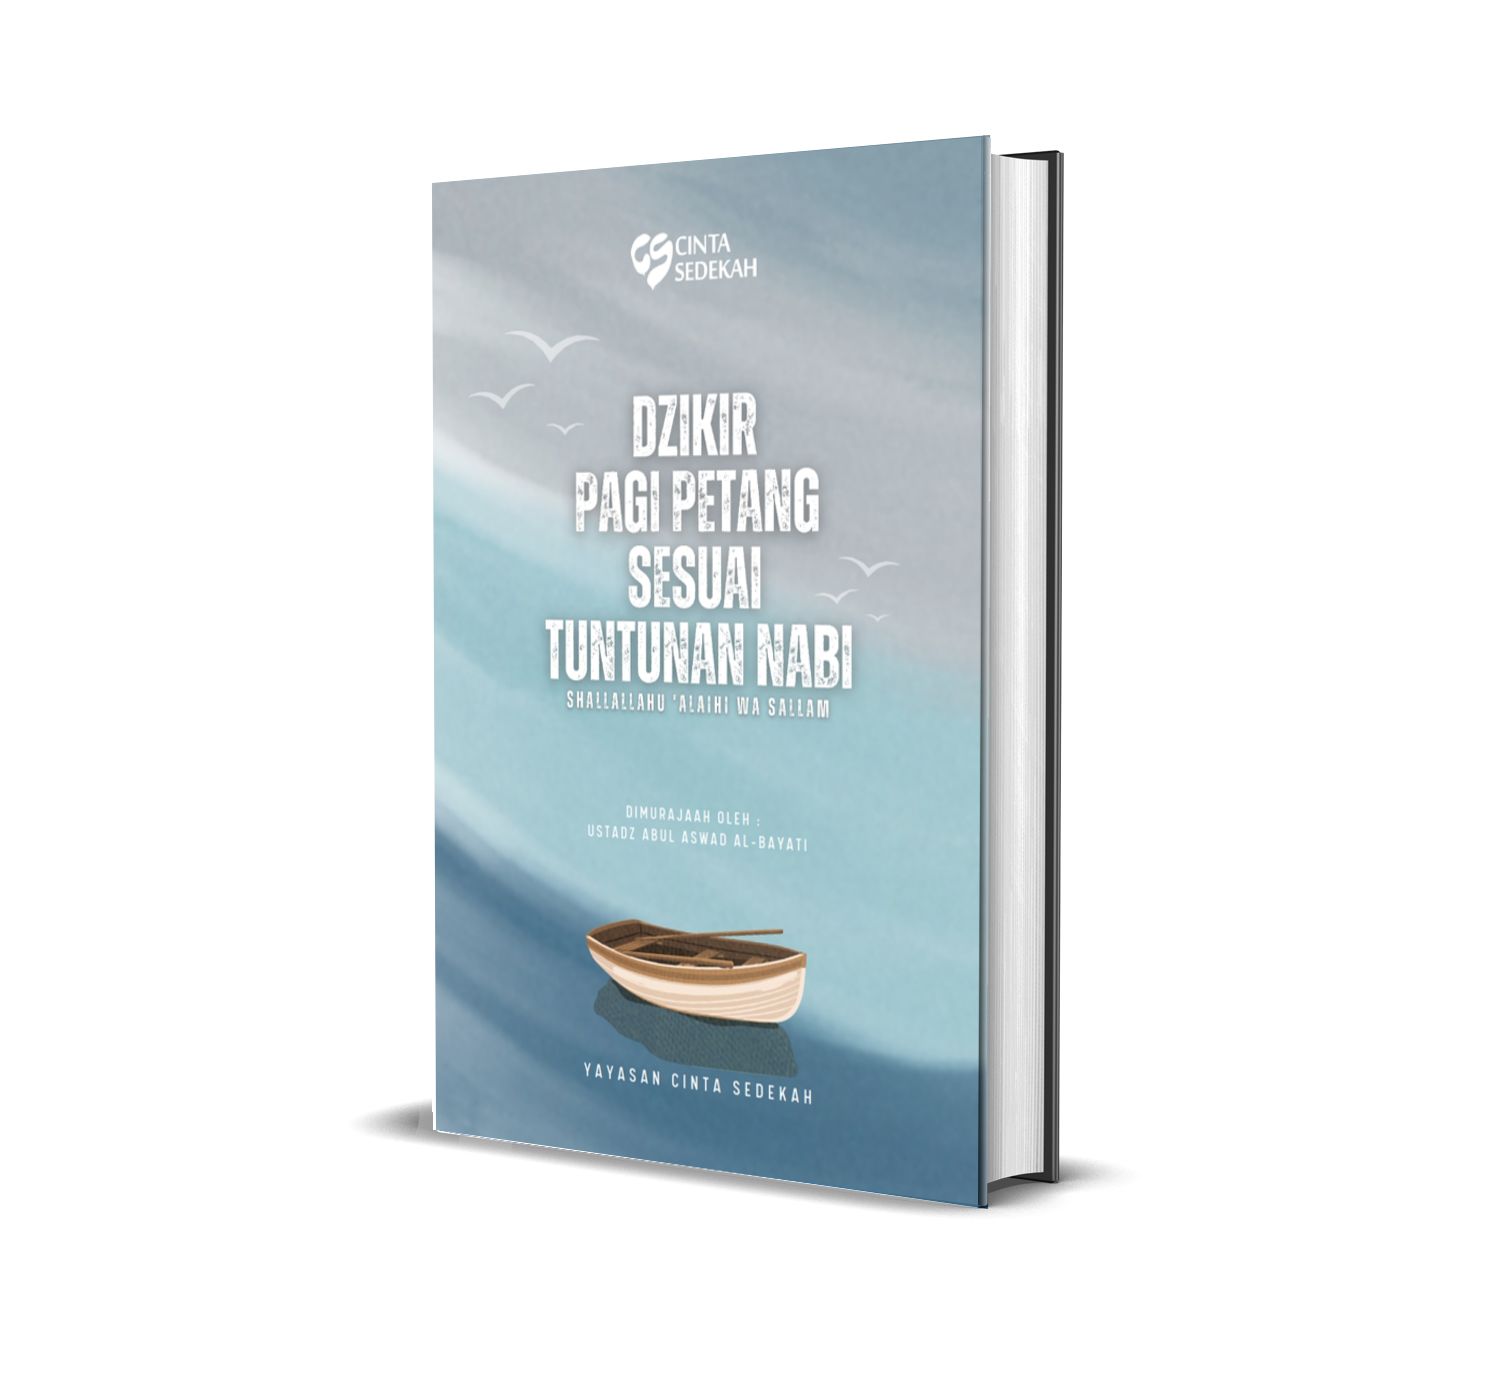 CINTA
SEDEKAH
DZIKIR
PAGI PETANG
SESUAI
TUNTUNAN NABI
SHALLALLAHU 'ALAIHI WA SALLAM
DIMURAJAAH OLEH :
USTADZ ABUL ASWAD AL-BAYATI
YAYASAN CINTA SEDEKAH